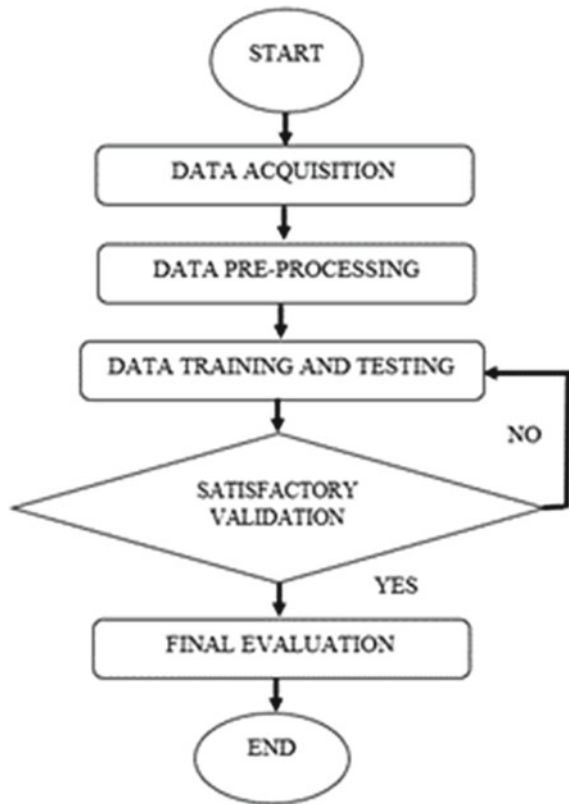 START
DATA ACQUISITION
DATA PRE-PROCESSING
DATA TRAINING AND TESTING
NO
SATISFACTORY
VALIDATION
YES
FINAL EVALUATION
END